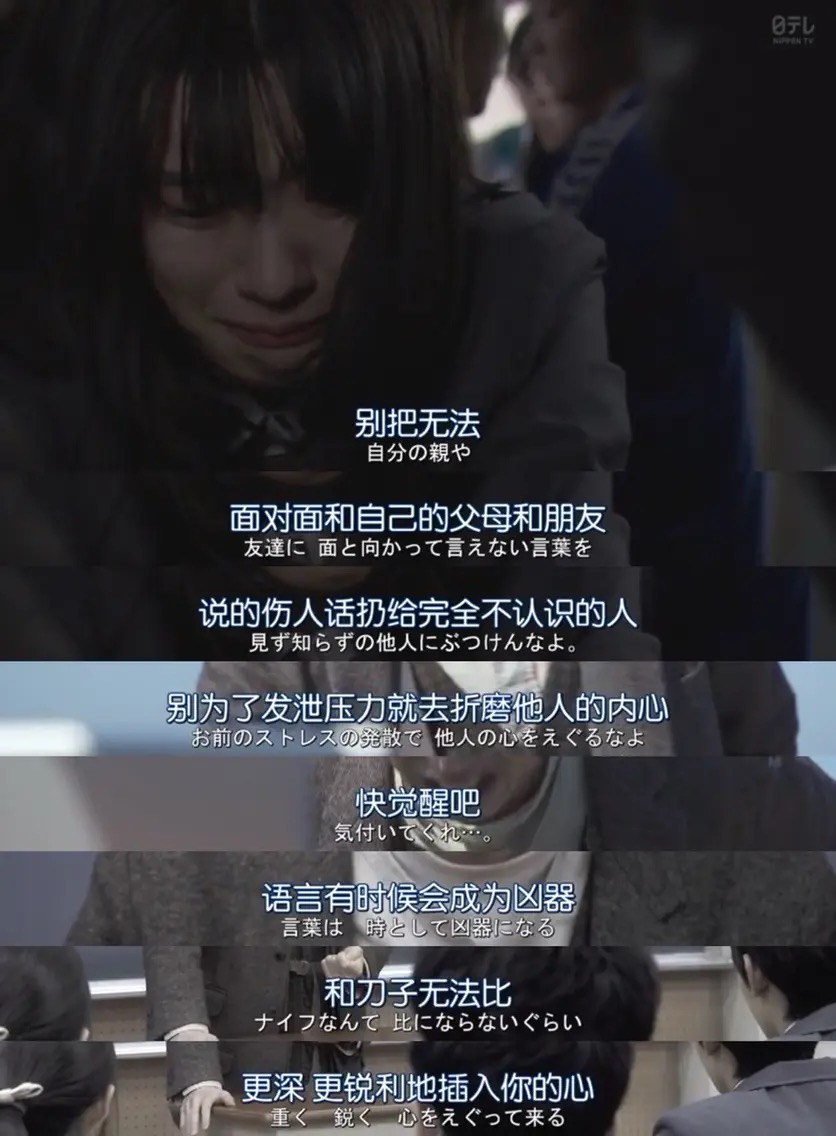 日テレ
NIPPON TV
别把无法
自分の親や
面对面和自己的父母和朋友
友達に 面と向かって言えない言葉を
说的伤人话扔给完全不认识的人
見ず知らずの他人にぶつけんなよ。
别为了发泄压力就去折磨他人的内心
お前のストレスの発散で 他人の心をえぐるなよ
快觉醒吧
気付いてくれ…。
语言有时候会成为凶器
言葉は 時として凶器になる
和刀子无法比
ナイフなんて 比にならないぐらい
更深 更锐利地插入你的心
重く 鋭く 心をえぐって来る